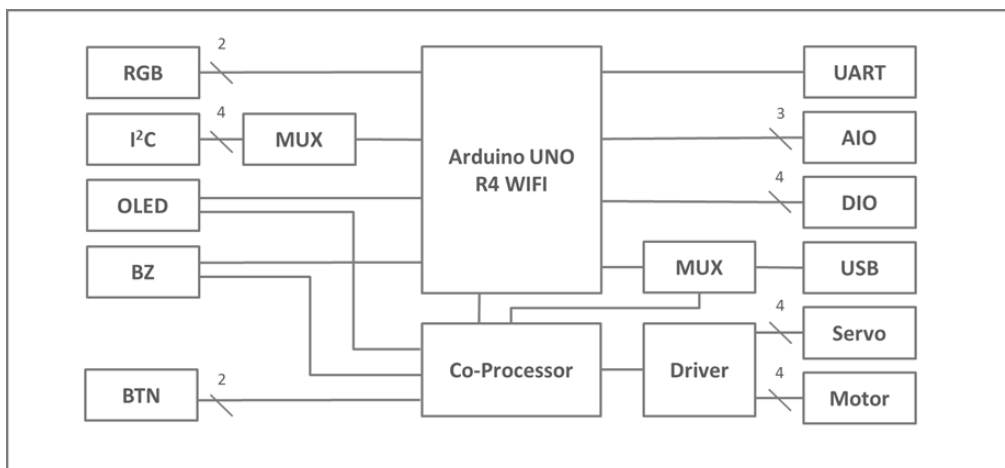 2
RGB
4
I²C
MUX
OLED
BZ
2
BTN
Arduino UNO
R4 WIFI
Co-Processor
UART
3
AIO
4
DIO
MUX
USB
4
Servo
Driver
4
Motor